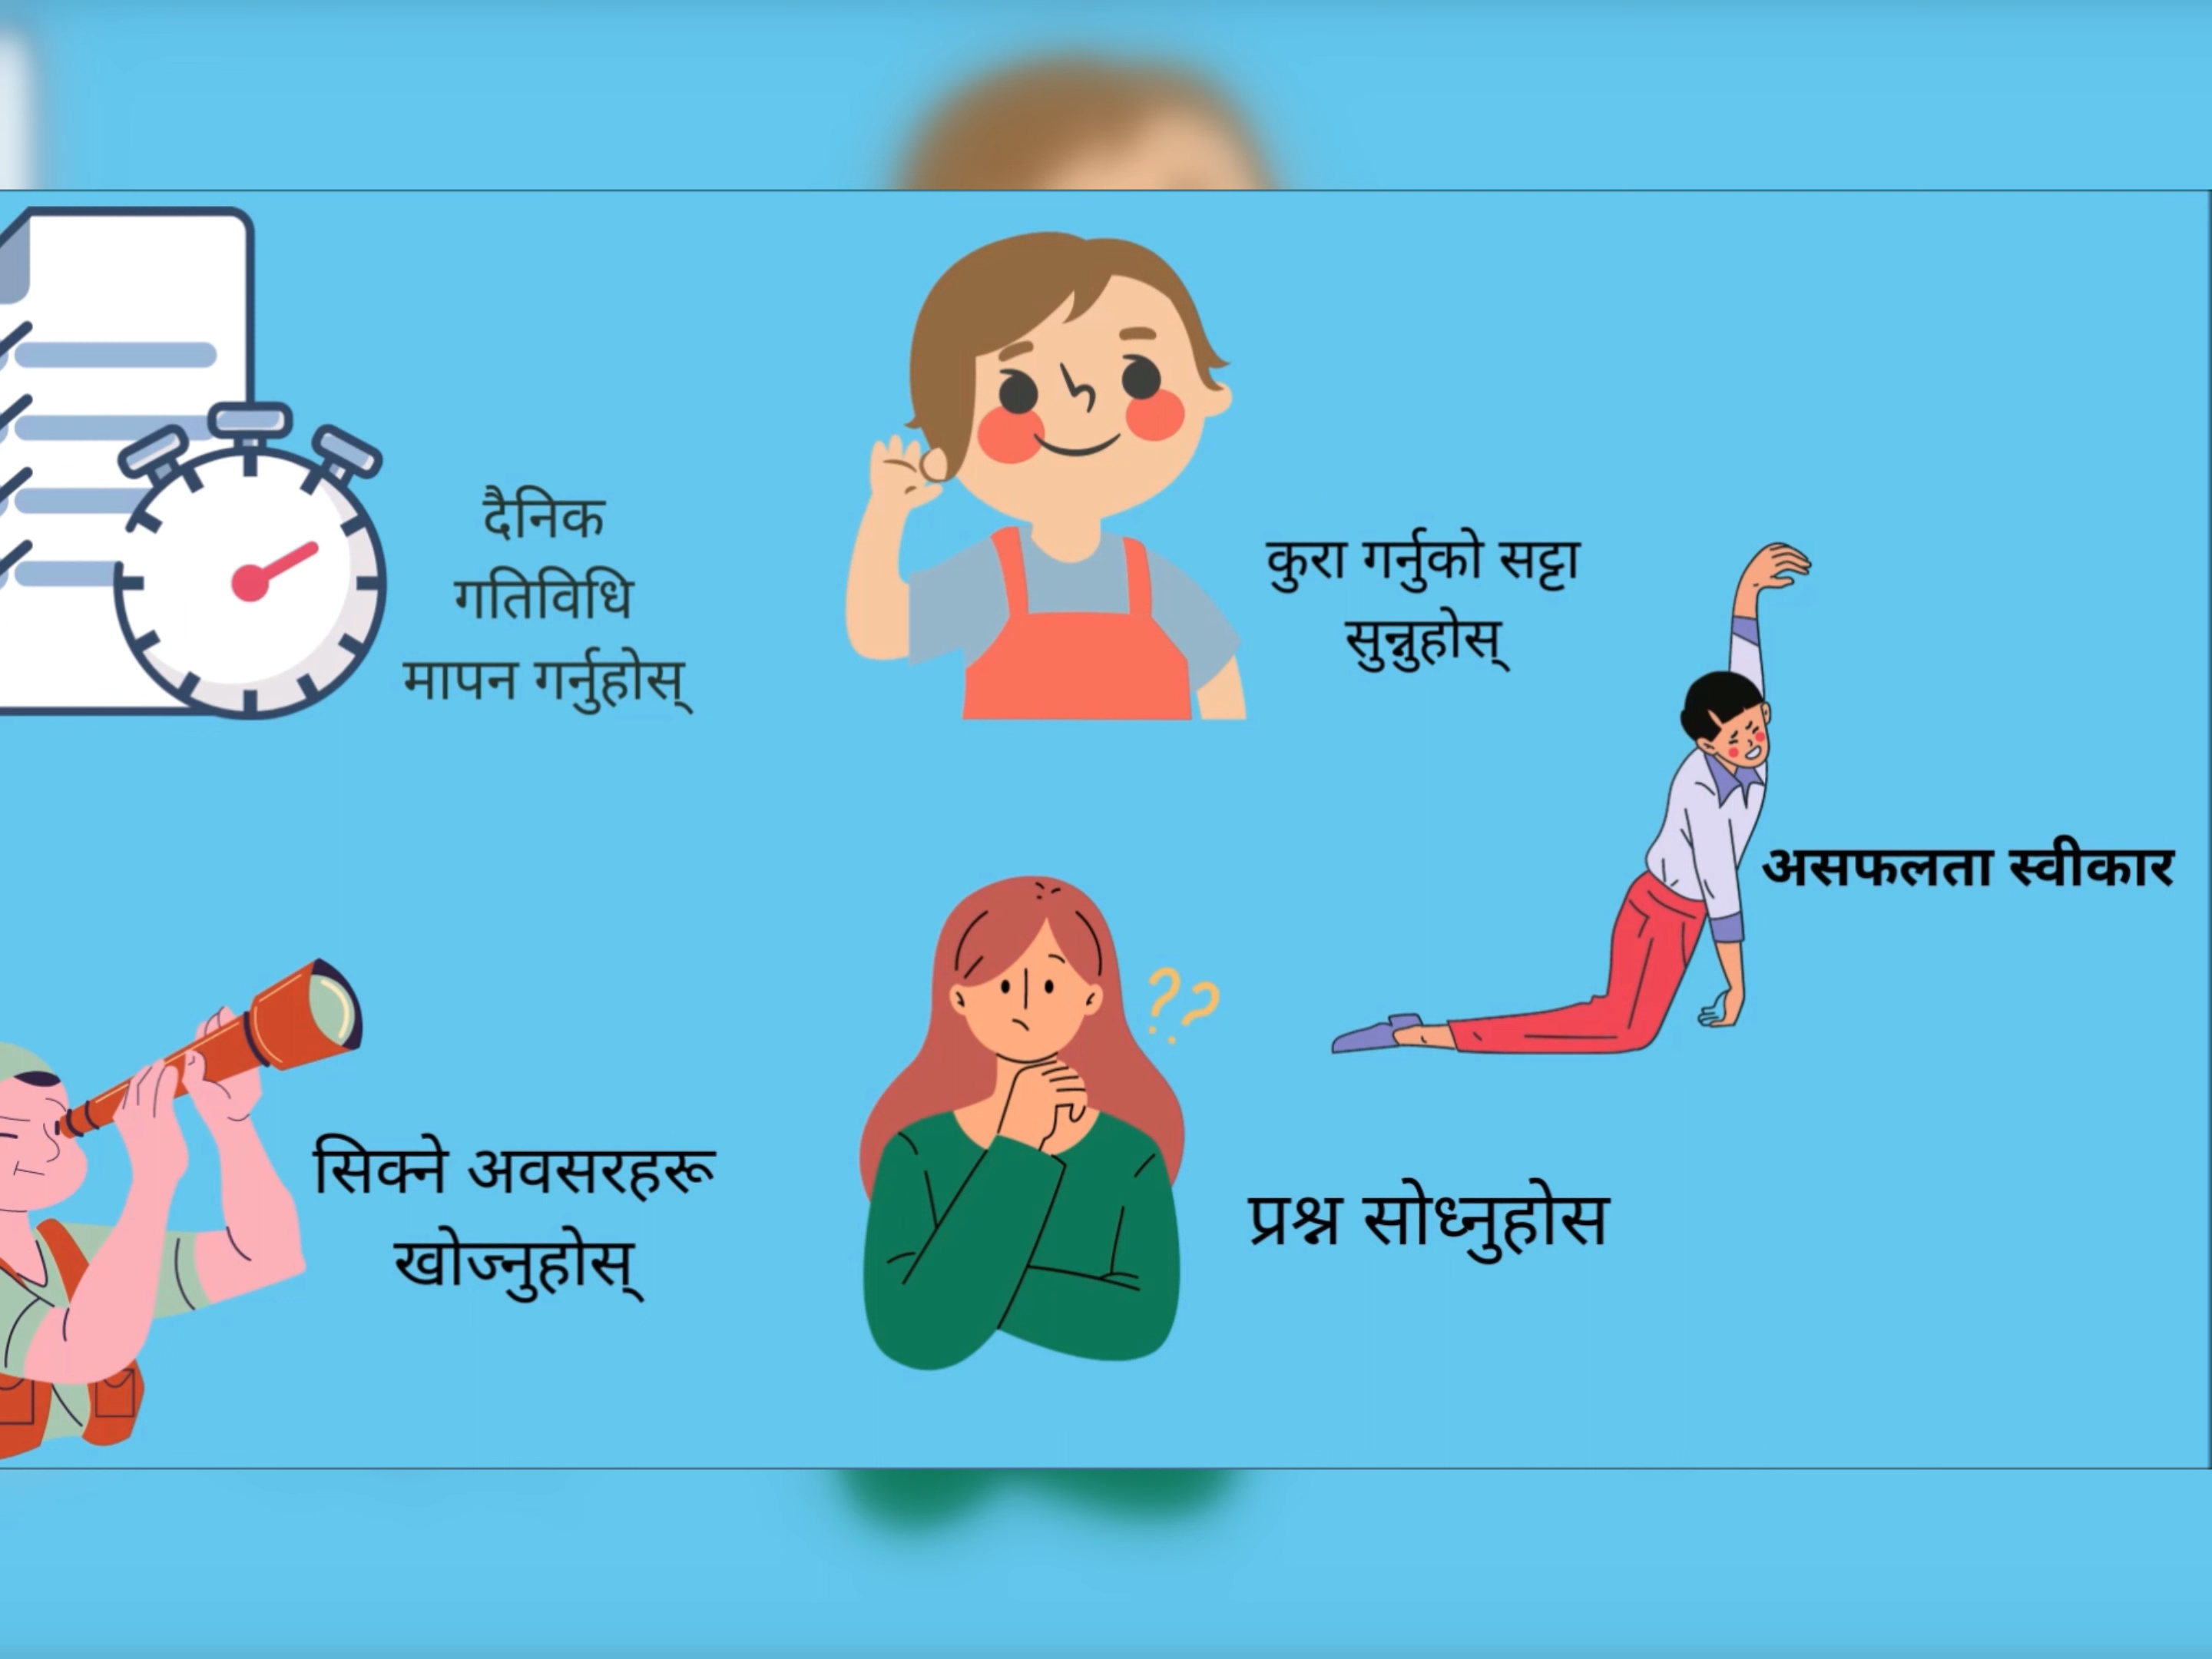 दैनिक
गतिविधि
मापन गर्नुहोस्
कुरा गर्नुको सट्टा
सुन्नुहोस्
असफलता स्वीकार
सिक्ने अवसरहरू
खोज्नुहोस्
??
प्रश्न सोध्नुहोस